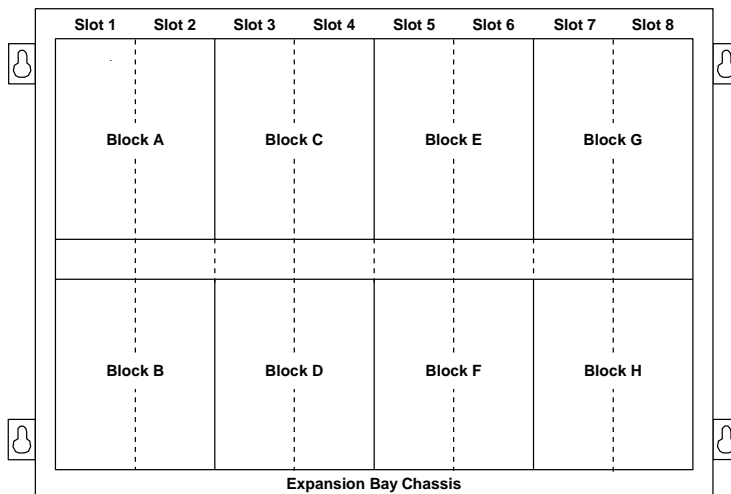 Slot 1 Slot 2 Slot 3 Slot 4 Slot 5 Slot 6 Slot 7 Slot 8
Block A Block C Block E Block G
Block B Block D Block F Block H
Expansion Bay Chassis